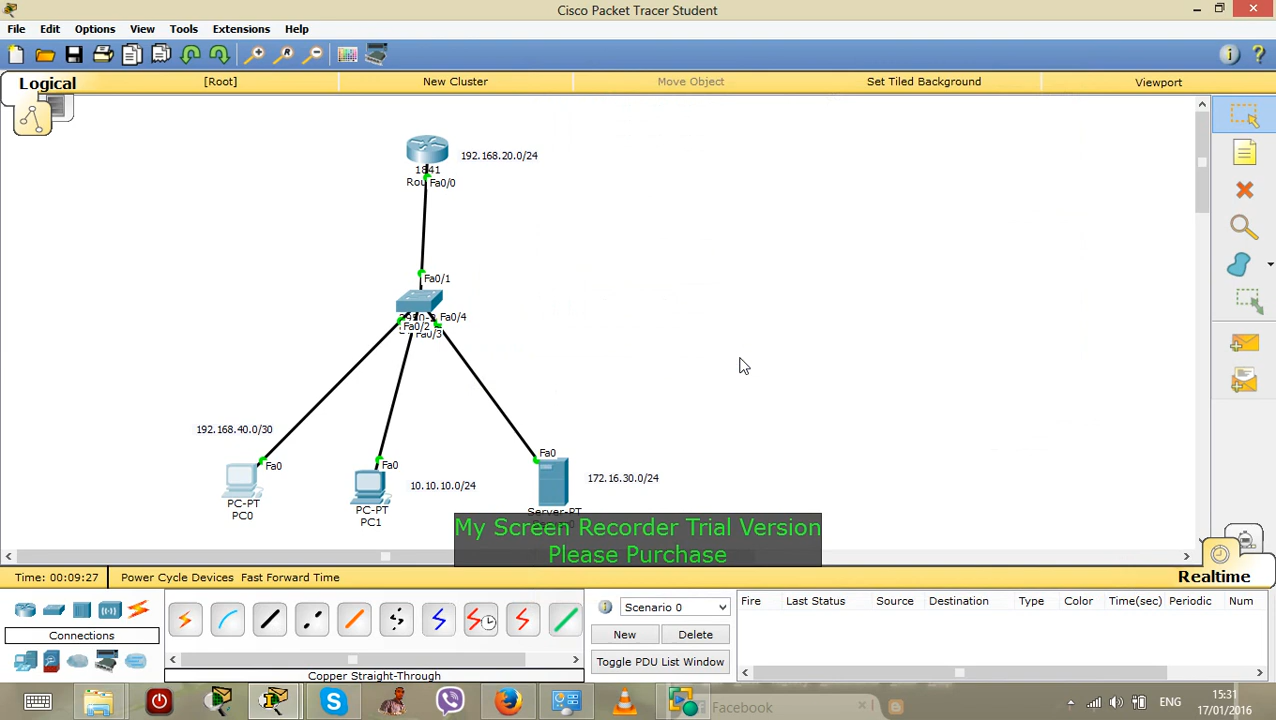 Cisco Packet Tracer Student
File Edit Options View Tools Extensions Help
Logical [Root] New Cluster Move Object Set Tiled Background Viewport
192.168.20.0/24
1841
Fa0/0
Fa0/1
Fa0/4
Fa0/2
Fa0/3
192.168.40.0/30
Fa0
Fa0
Fa0
10.10.10.0/24
172.16.30.0/24
PC-PT
PC0
PC-PT
PC1
Server-PT
My Screen Recorder Trial Version
Please Purchase
Time: 00:09:27 Power Cycle Devices Fast Forward Time
Realtime
Connections
Copper Straight-Through
Scenario 0
New Delete
Toggle PDU List Window
Fire Last Status Source Destination Type Color Time(sec) Periodic Num
Facebook
ENG
15:31
17/01/2016